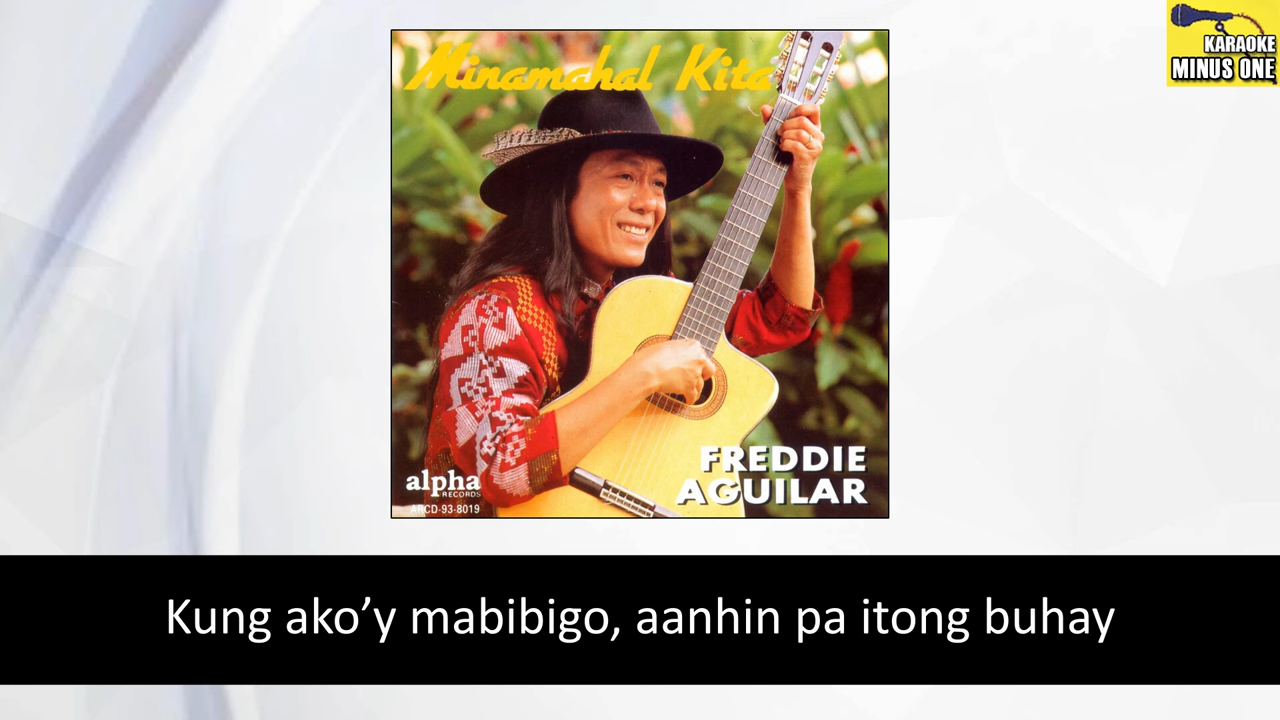 KARAOKE
MINUS ONE
Minamahal Kita
FREDDIE
AGUILAR
alpha
RECORDS
ARCD-93-8019
Kung ako’y mabibigo, aanhin pa itong buhay